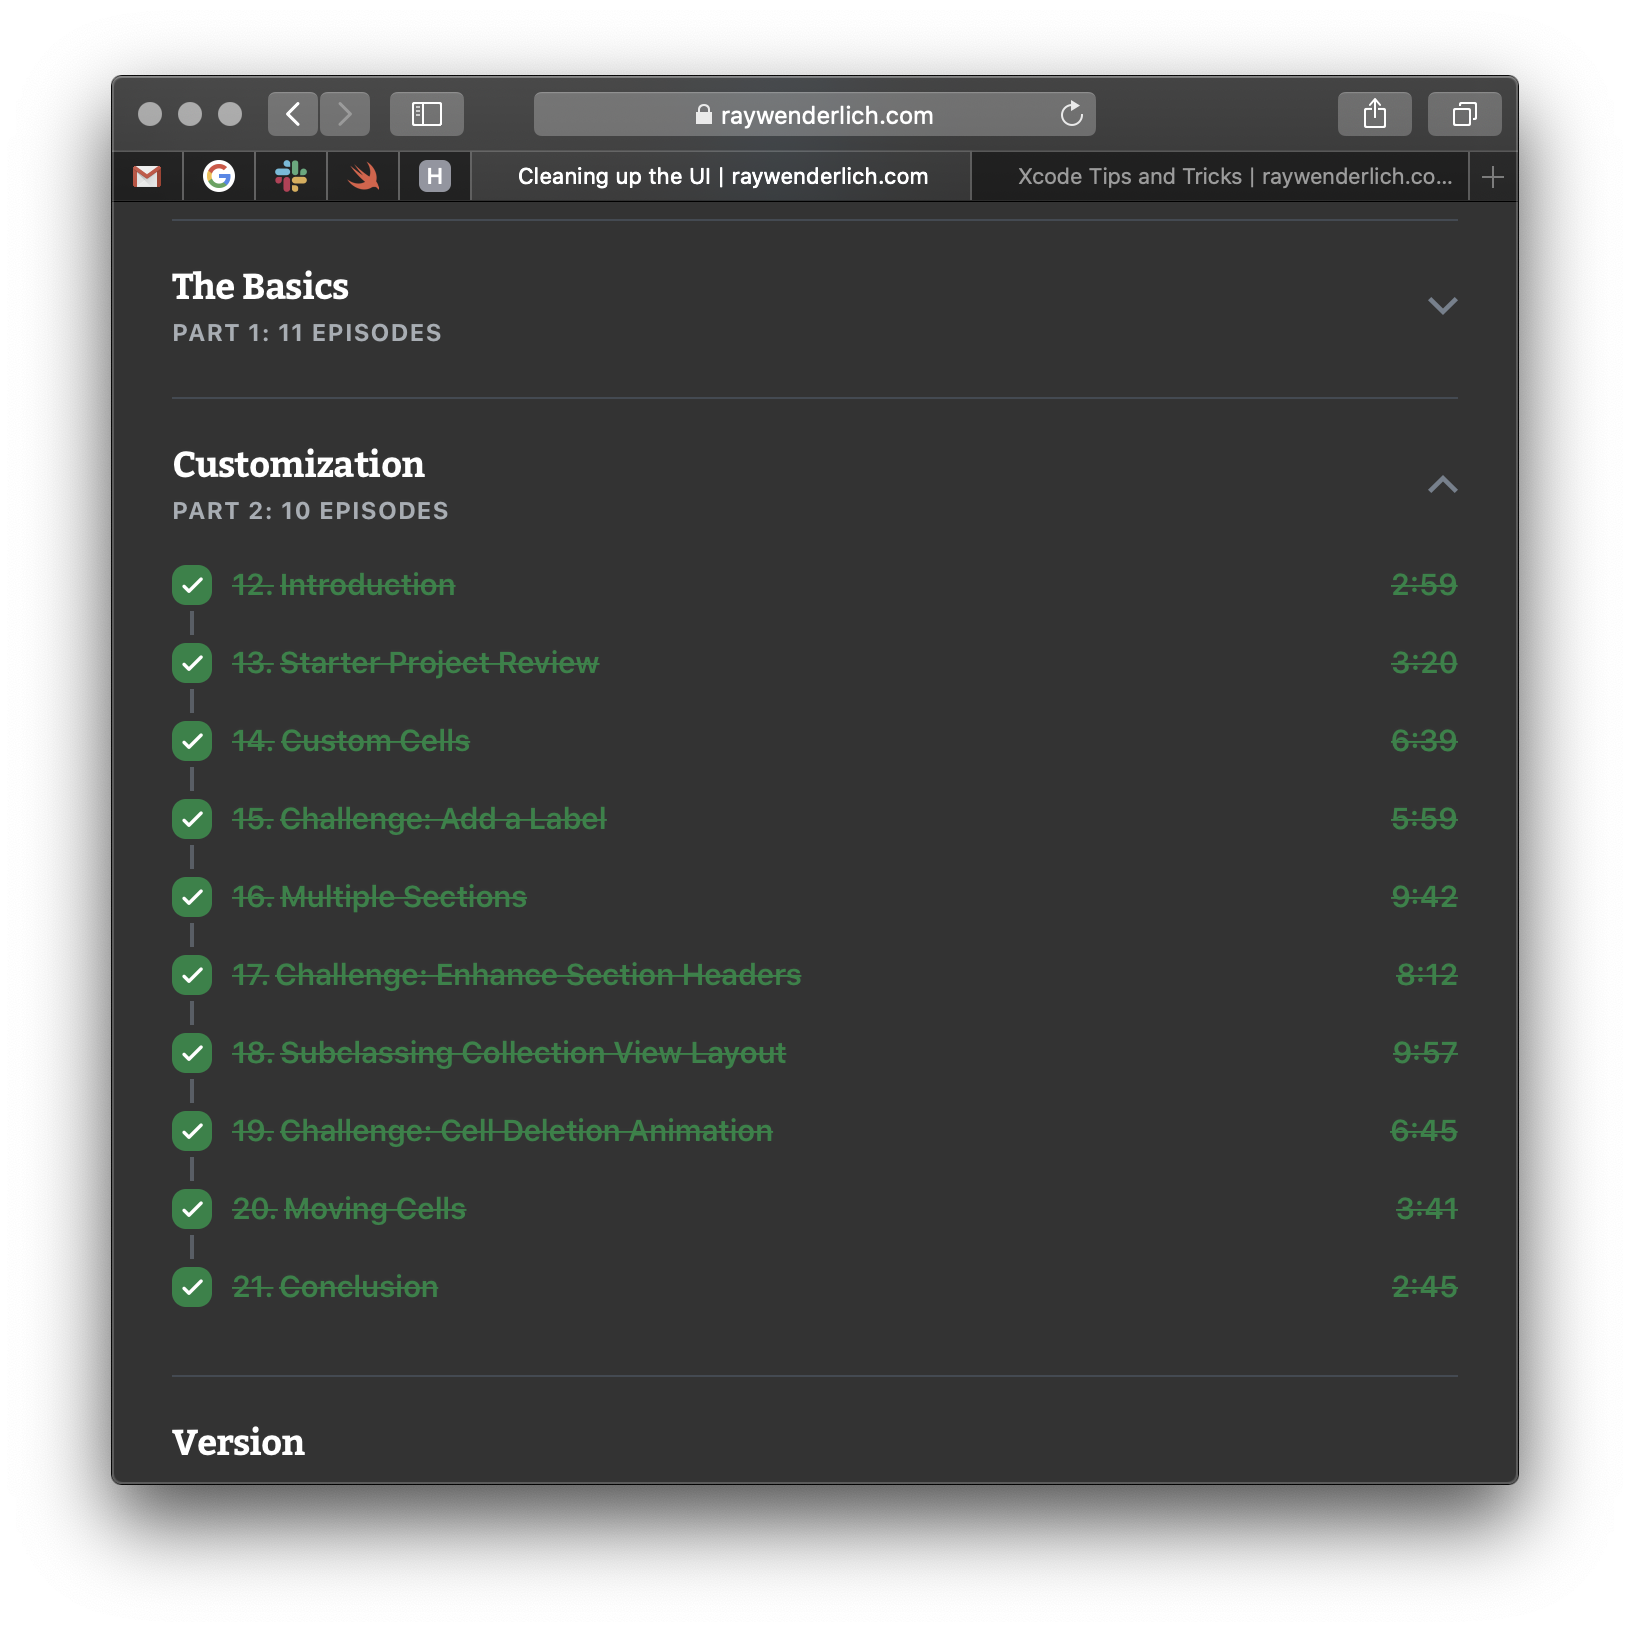 raywenderlich.com
H
Cleaning up the UI | raywenderlich.com
Xcode Tips and Tricks | raywenderlich.co...
The Basics
PART 1: 11 EPISODES
Customization
PART 2: 10 EPISODES
12. Introduction 2:59
13. Starter Project Review 3:20
14. Custom Cells 6:39
15. Challenge: Add a Label 5:59
16. Multiple Sections 9:42
17. Challenge: Enhance Section Headers 8:12
18. Subclassing Collection View Layout 9:57
19. Challenge: Cell Deletion Animation 6:45
20. Moving Cells 3:41
21. Conclusion 2:45
Version